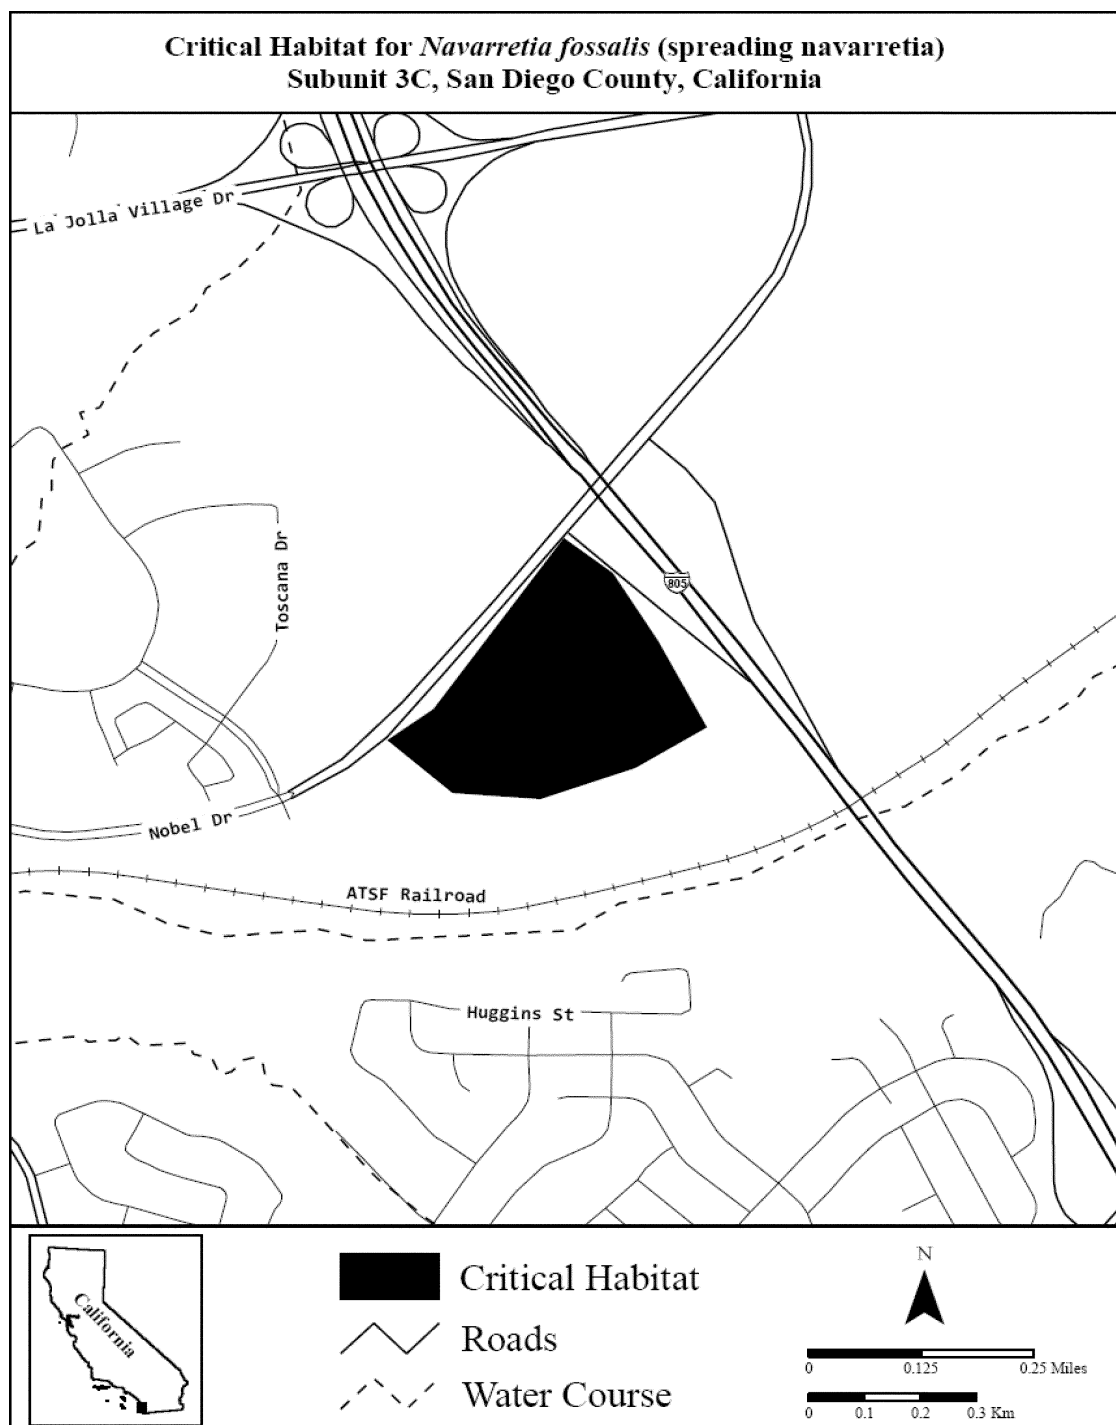 Critical Habitat for Navarretia fossalis (spreading navarretia)
Subunit 3C, San Diego County, California
La Jolla Village Dr
Toscana Dr
805
Nobel Dr
ATSF Railroad
Huggins St
California
Critical Habitat
Roads
Water Course
N
0 0.125 0.25 Miles
0 0.1 0.2 0.3 Km